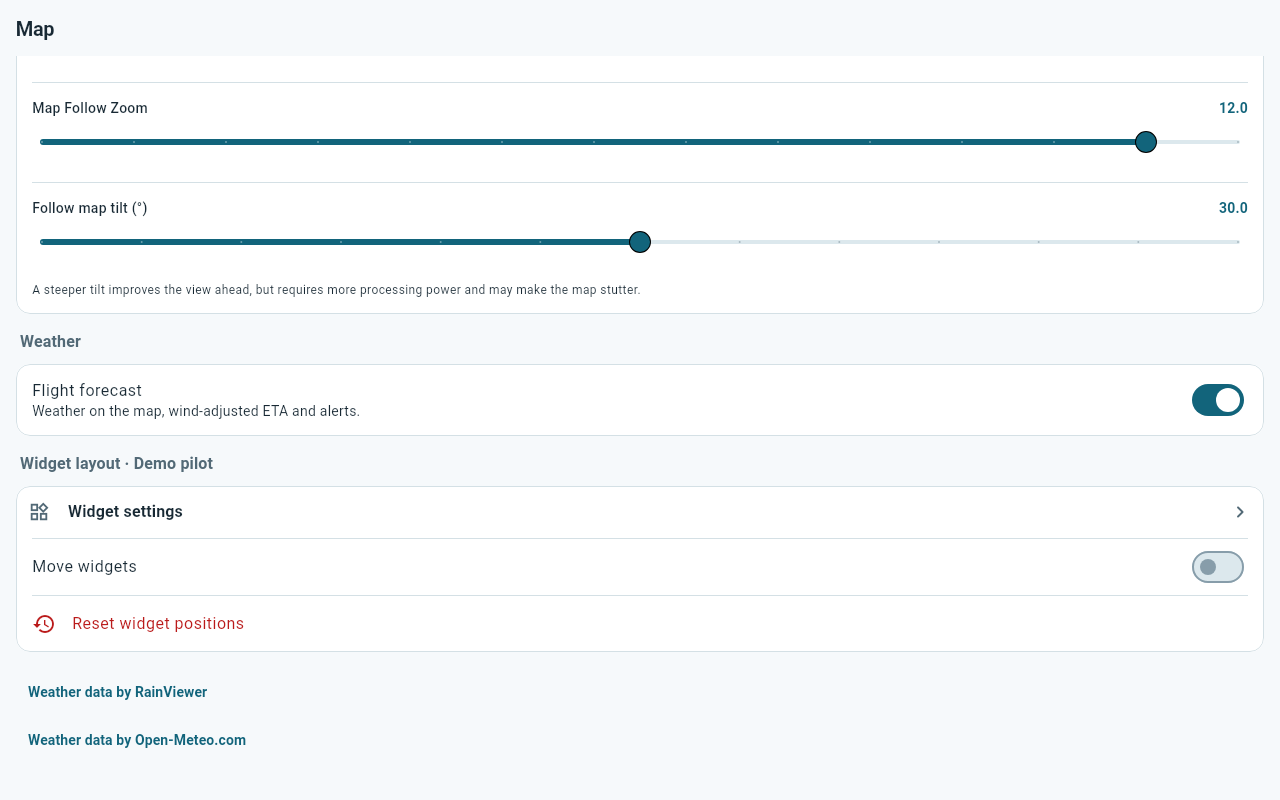 Map
Map Follow Zoom
12.0
Follow map tilt (°)
30.0
A steeper tilt improves the view ahead, but requires more processing power and may make the map stutter.
Weather
Flight forecast
Weather on the map, wind-adjusted ETA and alerts.
Widget layout · Demo pilot
Widget settings
Move widgets
Reset widget positions
Weather data by RainViewer
Weather data by Open-Meteo.com